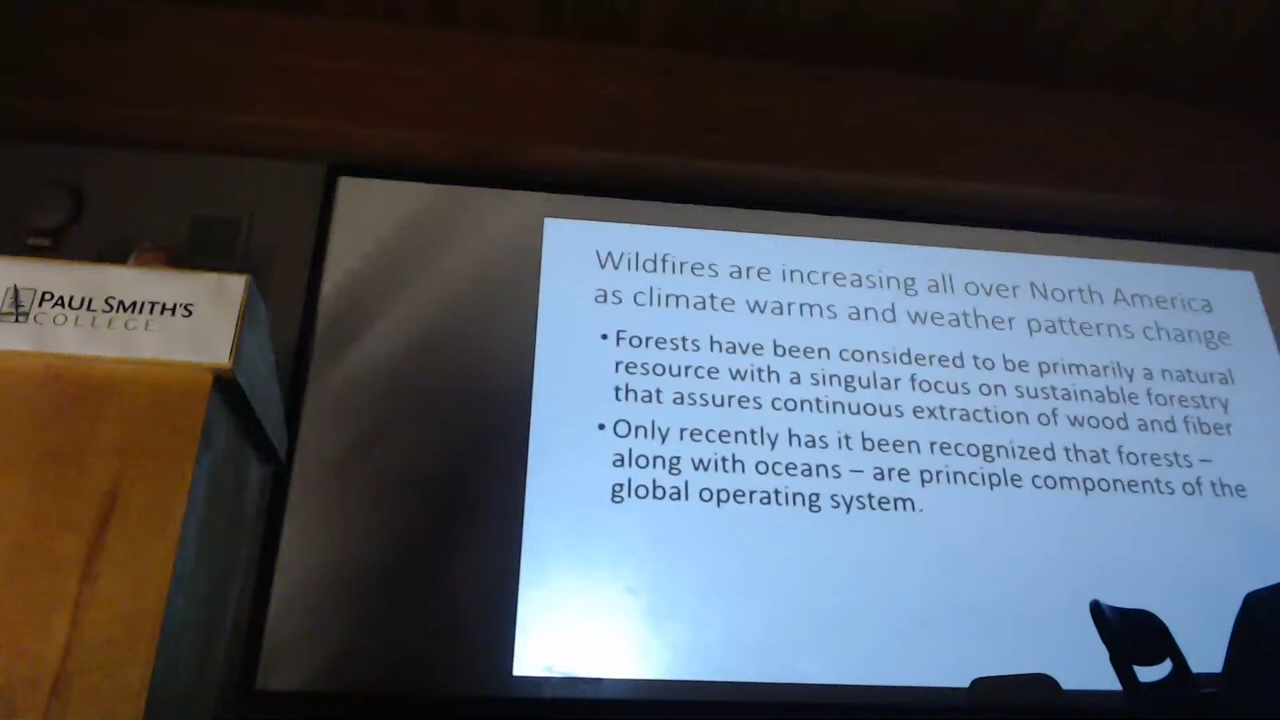 PAUL SMITH'S
COLLEGE
Wildfires are increasing all over North America
as climate warms and weather patterns change
• Forests have been considered to be primarily a natural
resource with a singular focus on sustainable forestry
that assures continuous extraction of wood and fiber
• Only recently has it been recognized that forests –
along with oceans – are principle components of the
global operating system.